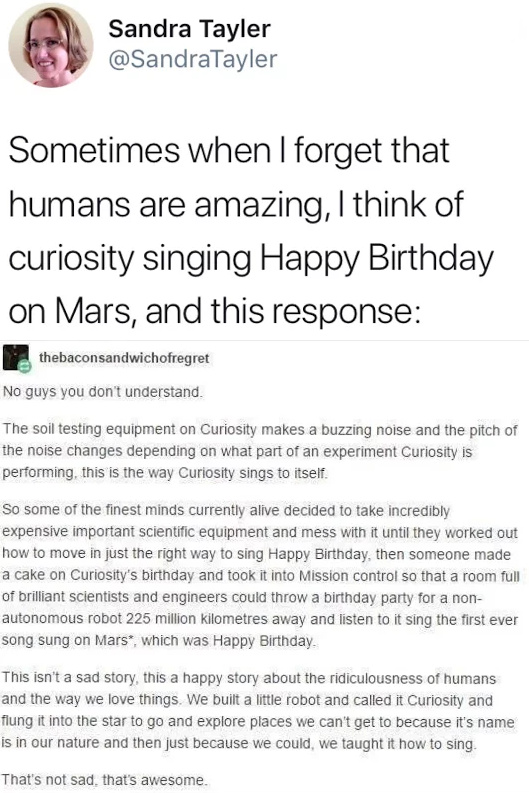 Sandra Tayler
@SandraTayler
Sometimes when I forget that
humans are amazing, I think of
curiosity singing Happy Birthday
on Mars, and this response:
thebaconsandwichofregret
No guys you don't understand.
The soil testing equipment on Curiosity makes a buzzing noise and the pitch of
the noise changes depending on what part of an experiment Curiosity is
performing, this is the way Curiosity sings to itself.
So some of the finest minds currently alive decided to take incredibly
expensive important scientific equipment and mess with it until they worked out
how to move in just the right way to sing Happy Birthday, then someone made
a cake on Curiosity's birthday and took it into Mission control so that a room full
of brilliant scientists and engineers could throw a birthday party for a non-
autonomous robot 225 million kilometres away and listen to it sing the first ever
song sung on Mars*, which was Happy Birthday.
This isn't a sad story, this a happy story about the ridiculousness of humans
and the way we love things. We built a little robot and called it Curiosity and
flung it into the star to go and explore places we can't get to because it's name
is in our nature and then just because we could, we taught it how to sing.
That's not sad, that's awesome.